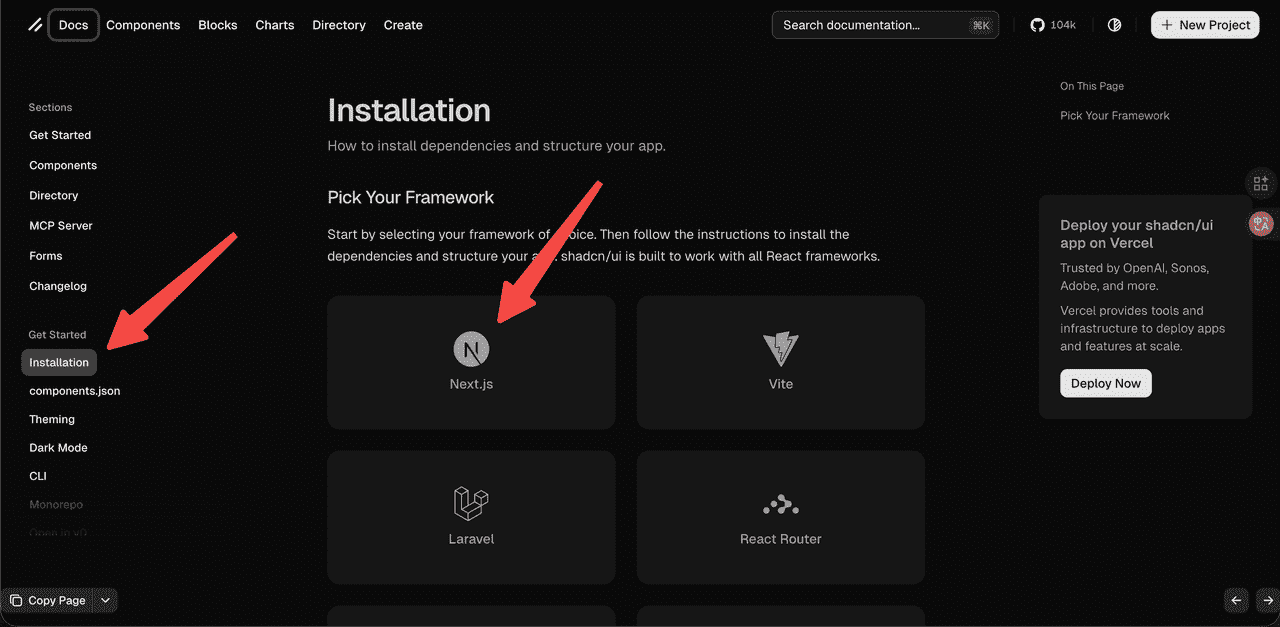 Docs
Components
Blocks
Charts
Directory
Create
Search documentation...
⌘K
104k
New Project
Sections
Get Started
Components
Directory
MCP Server
Forms
Changelog
Get Started
Installation
components.json
Theming
Dark Mode
CLI
Monorepo
Open in v0
Copy Page
Installation
How to install dependencies and structure your app.
Pick Your Framework
Start by selecting your framework of choice. Then follow the instructions to install the
dependencies and structure your app. shadcn/ui is built to work with all React frameworks.
Next.js
Vite
Laravel
React Router
On This Page
Pick Your Framework
Deploy your shadcn/ui
app on Vercel
Trusted by OpenAI, Sonos,
Adobe, and more.
Vercel provides tools and
infrastructure to deploy apps
and features at scale.
Deploy Now